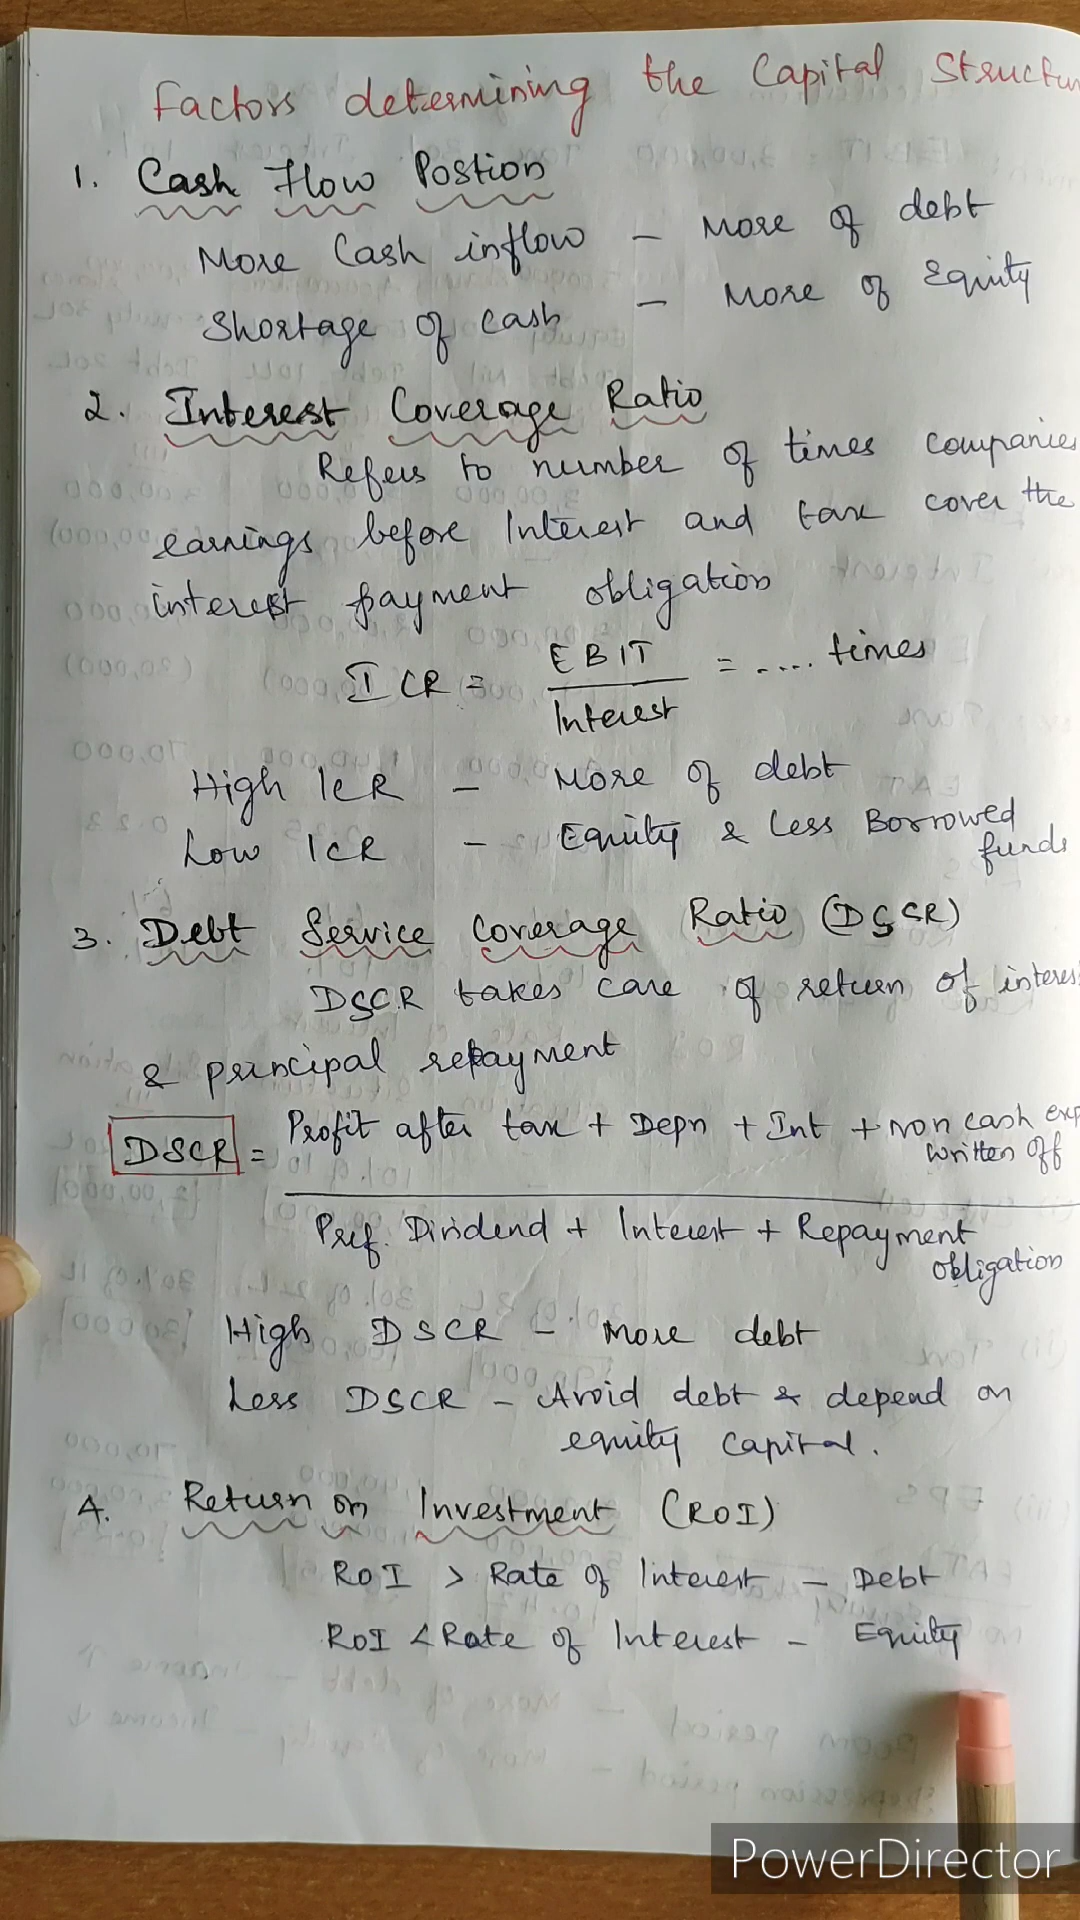 Factors determining the Capital Structur
1. Cash Flow Postion
More Cash inflow – More of debt
Shortage of cash – More of Equity
2. Interest Coverage Ratio
Refers to number of times companies
earnings before Interest and tax cover the
interest payment obligation
ICR = EBIT / Interest = .... times
High ICR – More of debt
Low ICR – Equity & Less Borrowed
funds
3. Debt Service Coverage Ratio (DSCR)
DSCR takes care of return of interes
& principal repayment
DSCR = Profit after tax + Depn + Int + non cash exp
written off
Pref. Dividend + Interest + Repayment
obligation
High DSCR – More debt
Less DSCR – Avoid debt & depend on
equity capital.
4. Return on Investment (ROI)
ROI > Rate of Interest – Debt
ROI < Rate of Interest – Equity
PowerDirector